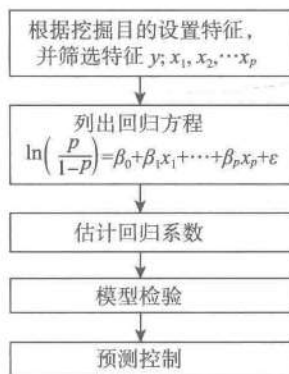 根据挖掘目的设置特征，
并筛选特征 y; x₁, x₂,⋯xₚ
列出回归方程
ln(p/(1-p))=β₀+β₁x₁+⋯+βₚxₚ+ε
估计回归系数
模型检验
预测控制